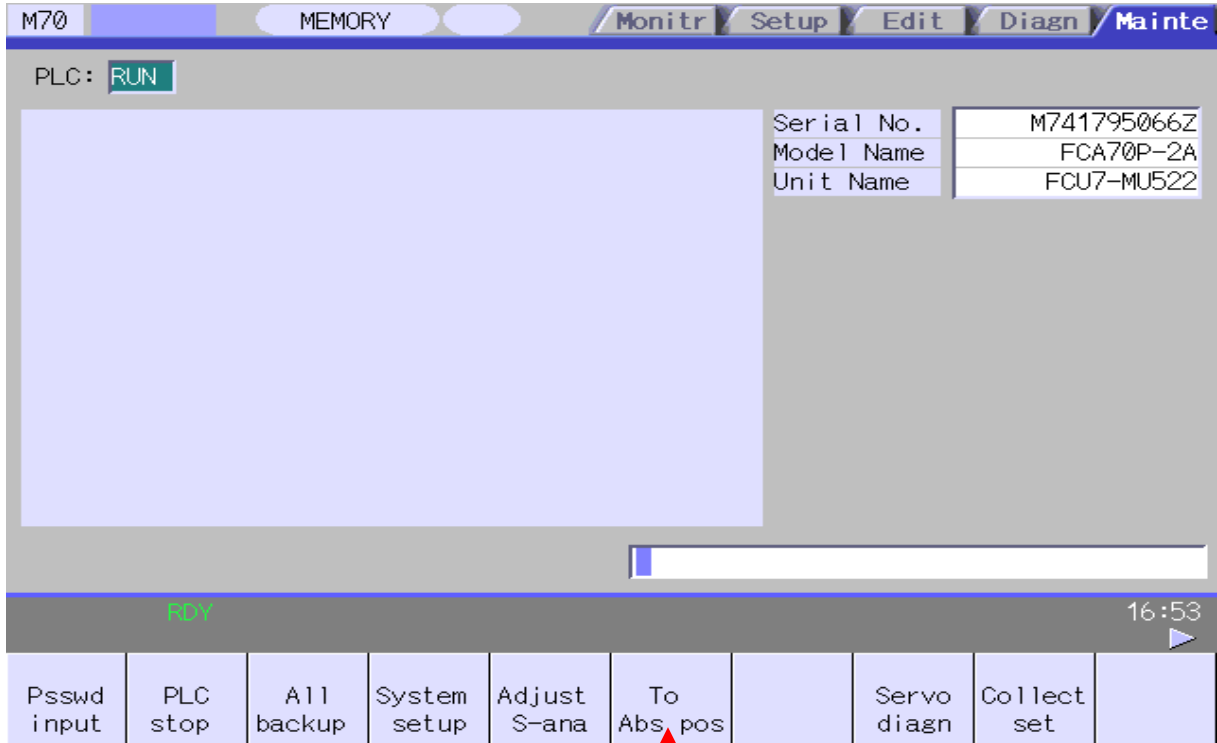 M70 MEMORY Monitr Setup Edit Diagn Mainte
PLC: RUN
Serial No. M741795066Z
Model Name FCA70P-2A
Unit Name FCU7-MU522
RDY 16:53
Psswd input
PLC stop
All backup
System setup
Adjust S-ana
To Abs pos
Servo diagn
Collect set